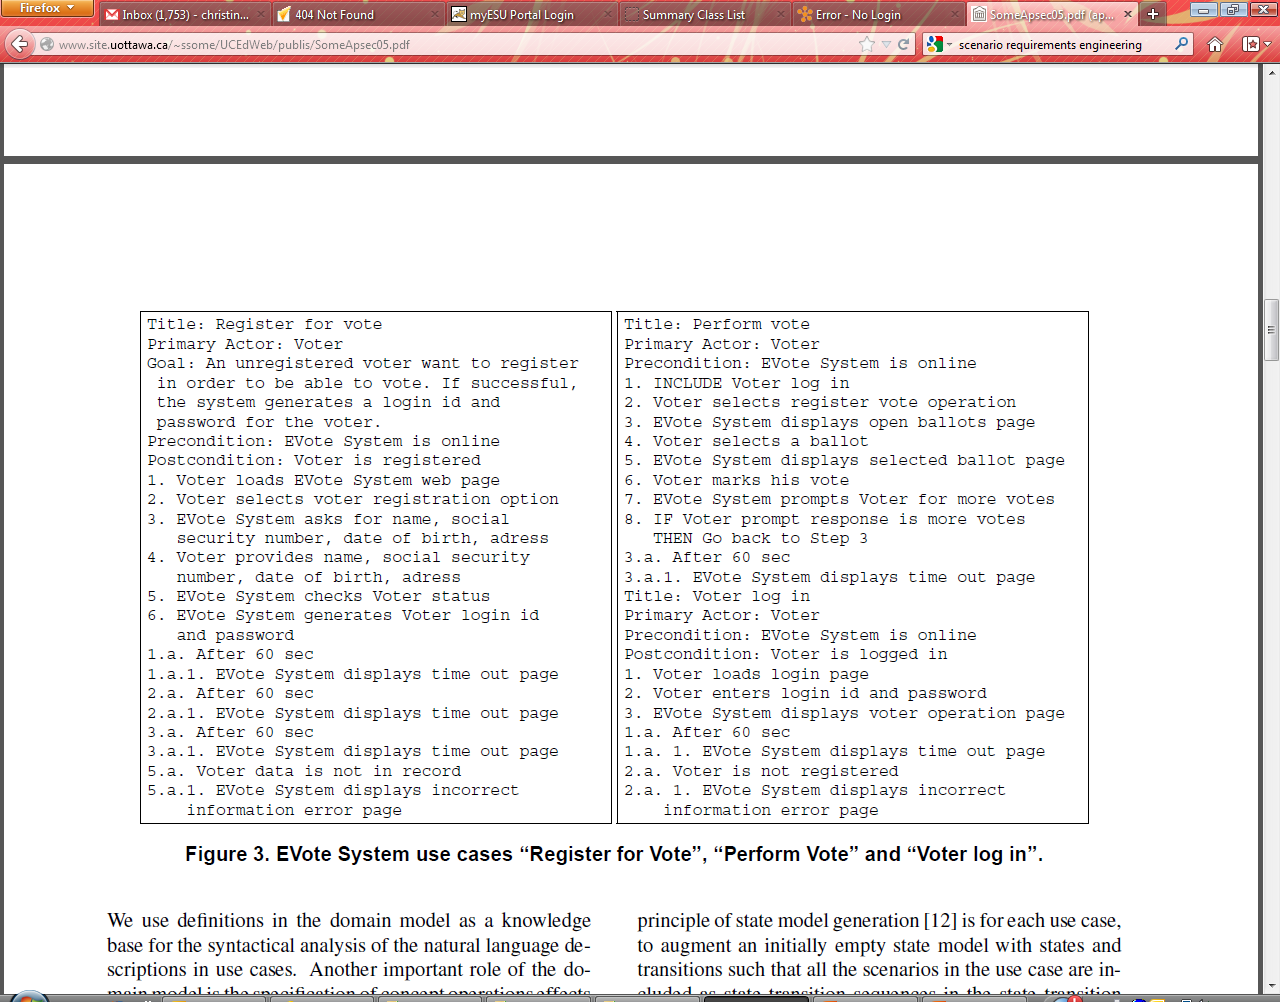 Firefox
Inbox (1,753) - christin...
404 Not Found
myESU Portal Login
Summary Class List
Error - No Login
SomeApsec05.pdf (ap...
www.site.uottawa.ca/~ssome/UCEdWeb/publis/SomeApsec05.pdf
scenario requirements engineering
Title: Register for vote
Primary Actor: Voter
Goal: An unregistered voter want to register
in order to be able to vote. If successful,
the system generates a login id and
password for the voter.
Precondition: EVote System is online
Postcondition: Voter is registered
1. Voter loads EVote System web page
2. Voter selects voter registration option
3. EVote System asks for name, social
security number, date of birth, adress
4. Voter provides name, social security
number, date of birth, adress
5. EVote System checks Voter status
6. EVote System generates Voter login id
and password
1.a. After 60 sec
1.a.1. EVote System displays time out page
2.a. After 60 sec
2.a.1. EVote System displays time out page
3.a. After 60 sec
3.a.1. EVote System displays time out page
5.a. Voter data is not in record
5.a.1. EVote System displays incorrect
information error page
Title: Perform vote
Primary Actor: Voter
Precondition: EVote System is online
1. INCLUDE Voter log in
2. Voter selects register vote operation
3. EVote System displays open ballots page
4. Voter selects a ballot
5. EVote System displays selected ballot page
6. Voter marks his vote
7. EVote System prompts Voter for more votes
8. IF Voter prompt response is more votes
THEN Go back to Step 3
3.a. After 60 sec
3.a.1. EVote System displays time out page
Title: Voter log in
Primary Actor: Voter
Precondition: EVote System is online
Postcondition: Voter is logged in
1. Voter loads login page
2. Voter enters login id and password
3. EVote System displays voter operation page
1.a. After 60 sec
1.a. 1. EVote System displays time out page
2.a. Voter is not registered
2.a. 1. EVote System displays incorrect
information error page
Figure 3. EVote System use cases “Register for Vote”, “Perform Vote” and “Voter log in”.
We use definitions in the domain model as a knowledge
base for the syntactical analysis of the natural language de-
scriptions in use cases. Another important role of the do-
main model is the specification of concept operations effects
principle of state model generation [12] is for each use case,
to augment an initially empty state model with states and
transitions such that all the scenarios in the use case are in-
cluded as state transition sequences in the state transition